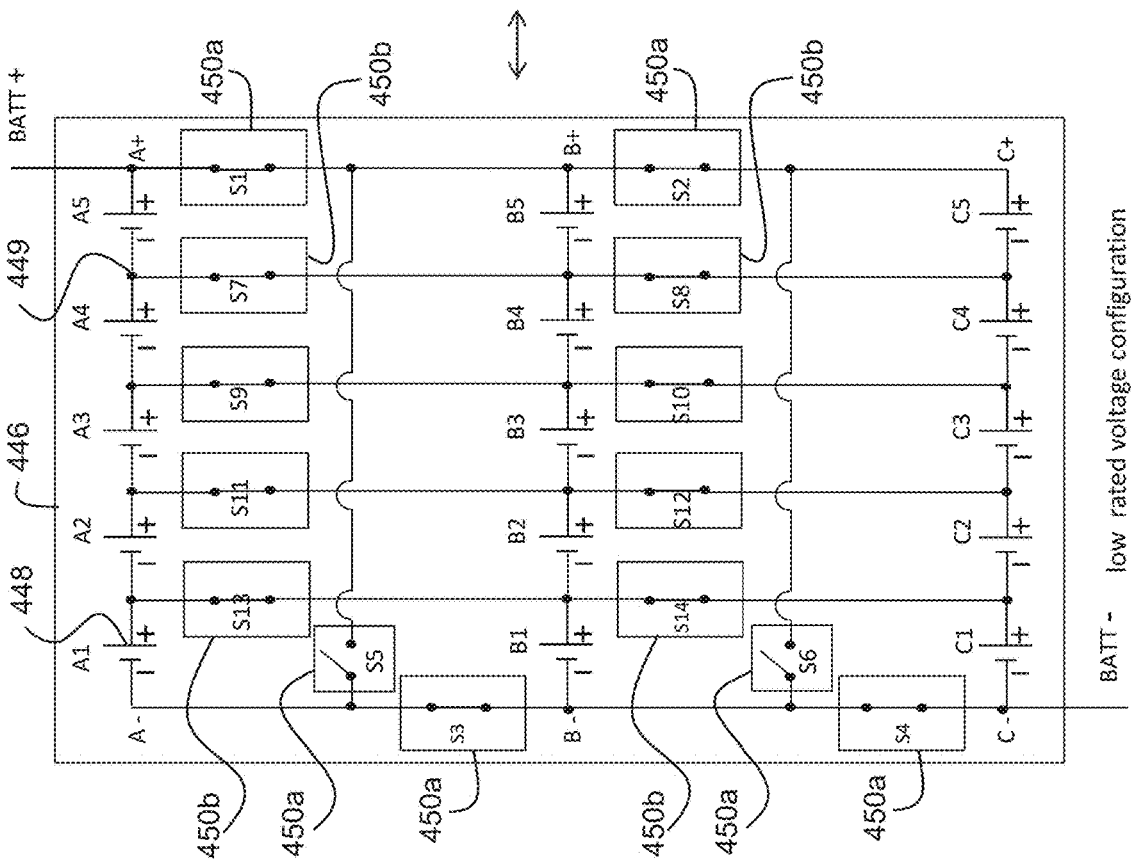 BATT +
450a
450b
450a
450b
A+
B+
C+
S1
S2
449
A5
B5
C5
+
+
+
S7
S8
A4
B4
C4
+
+
+
S9
S10
446
A3
B3
C3
+
+
+
S11
S12
A2
B2
C2
+
+
+
448
S13
S14
A1
B1
C1
+
+
+
S5
S6
A -
S3
B -
S4
C -
450b
450a
450a
450b
450a
450a
BATT -
low rated voltage configuration